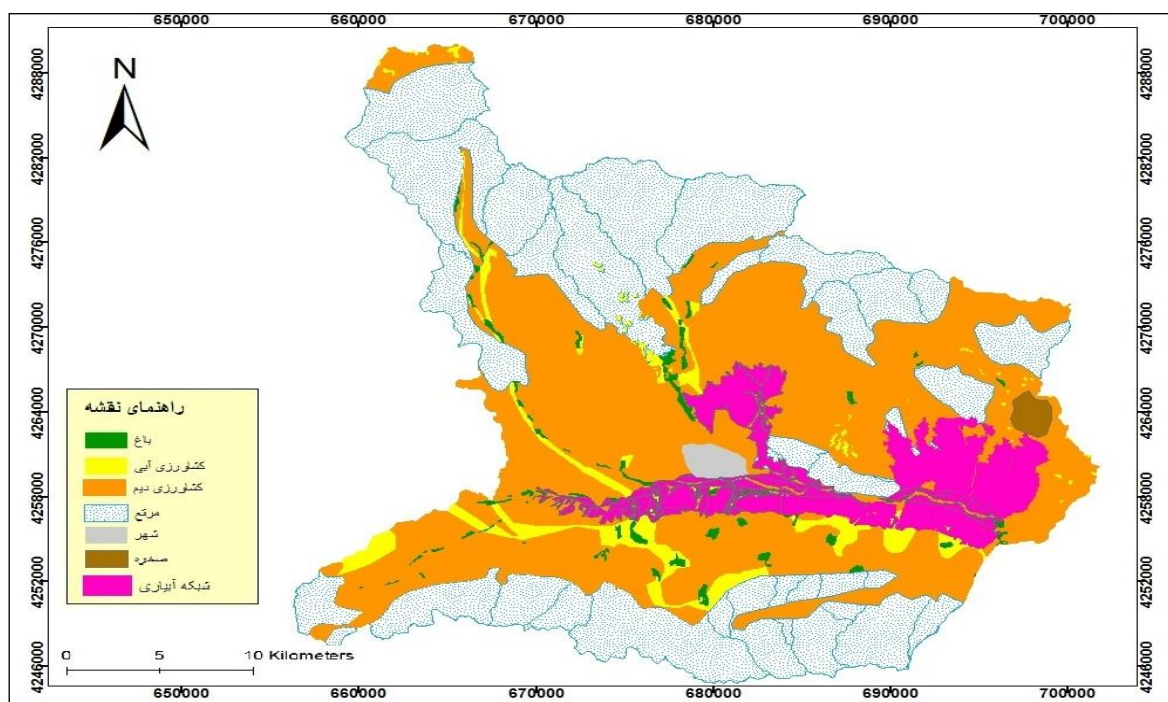 650000 660000 670000 680000 690000 700000
4288000 4288000
N
4282000 4282000
4276000 4276000
4270000 4270000
4264000 4264000
4258000 4258000
4252000 4252000
4246000 4246000
راهنمای نقشه
باغ
کشاورزی آبی
کشاورزی دیم
مرتع
شهر
صخره
شبکه آبیاری
0 5 10 Kilometers
650000 660000 670000 680000 690000 700000